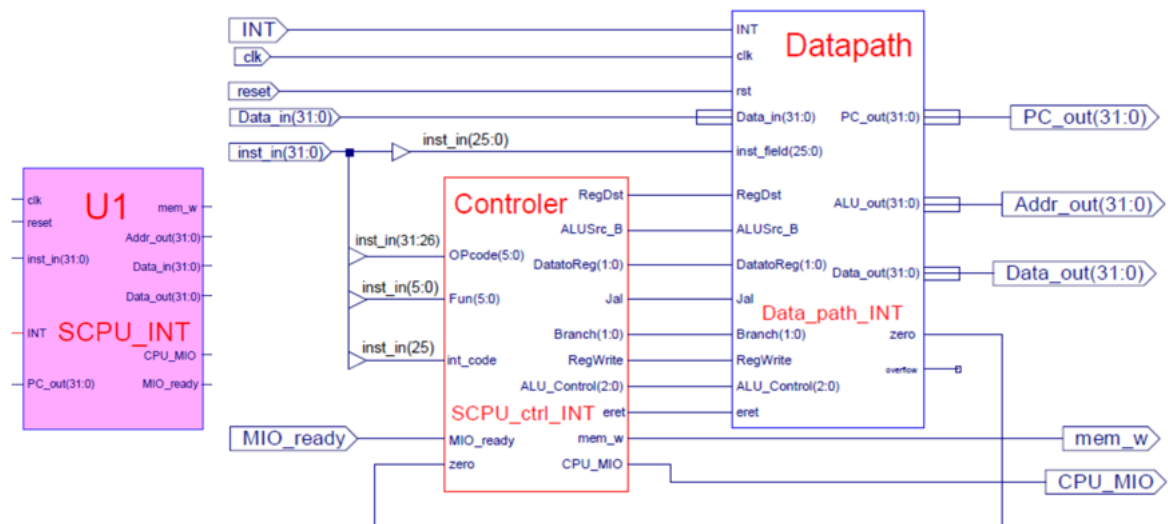 clk
reset
inst_in(31:0)
INT
PC_out(31:0)
U1
SCPU_INT
mem_w
Addr_out(31:0)
Data_in(31:0)
Data_out(31:0)
CPU_MIO
MIO_ready
INT
clk
reset
Data_in(31:0)
inst_in(31:0)
inst_in(25:0)
inst_in(31:26)
inst_in(5:0)
inst_in(25)
MIO_ready
Controler
OPcode(5:0)
Fun(5:0)
int_code
SCPU_ctrl_INT
MIO_ready
zero
RegDst
ALUSrc_B
DatatoReg(1:0)
Jal
Branch(1:0)
RegWrite
ALU_Control(2:0)
eret
mem_w
CPU_MIO
Datapath
INT
clk
rst
Data_in(31:0)
inst_field(25:0)
RegDst
ALUSrc_B
DatatoReg(1:0)
Jal
Data_path_INT
Branch(1:0)
RegWrite
ALU_Control(2:0)
eret
PC_out(31:0)
ALU_out(31:0)
Data_out(31:0)
zero
overflow
PC_out(31:0)
Addr_out(31:0)
Data_out(31:0)
mem_w
CPU_MIO